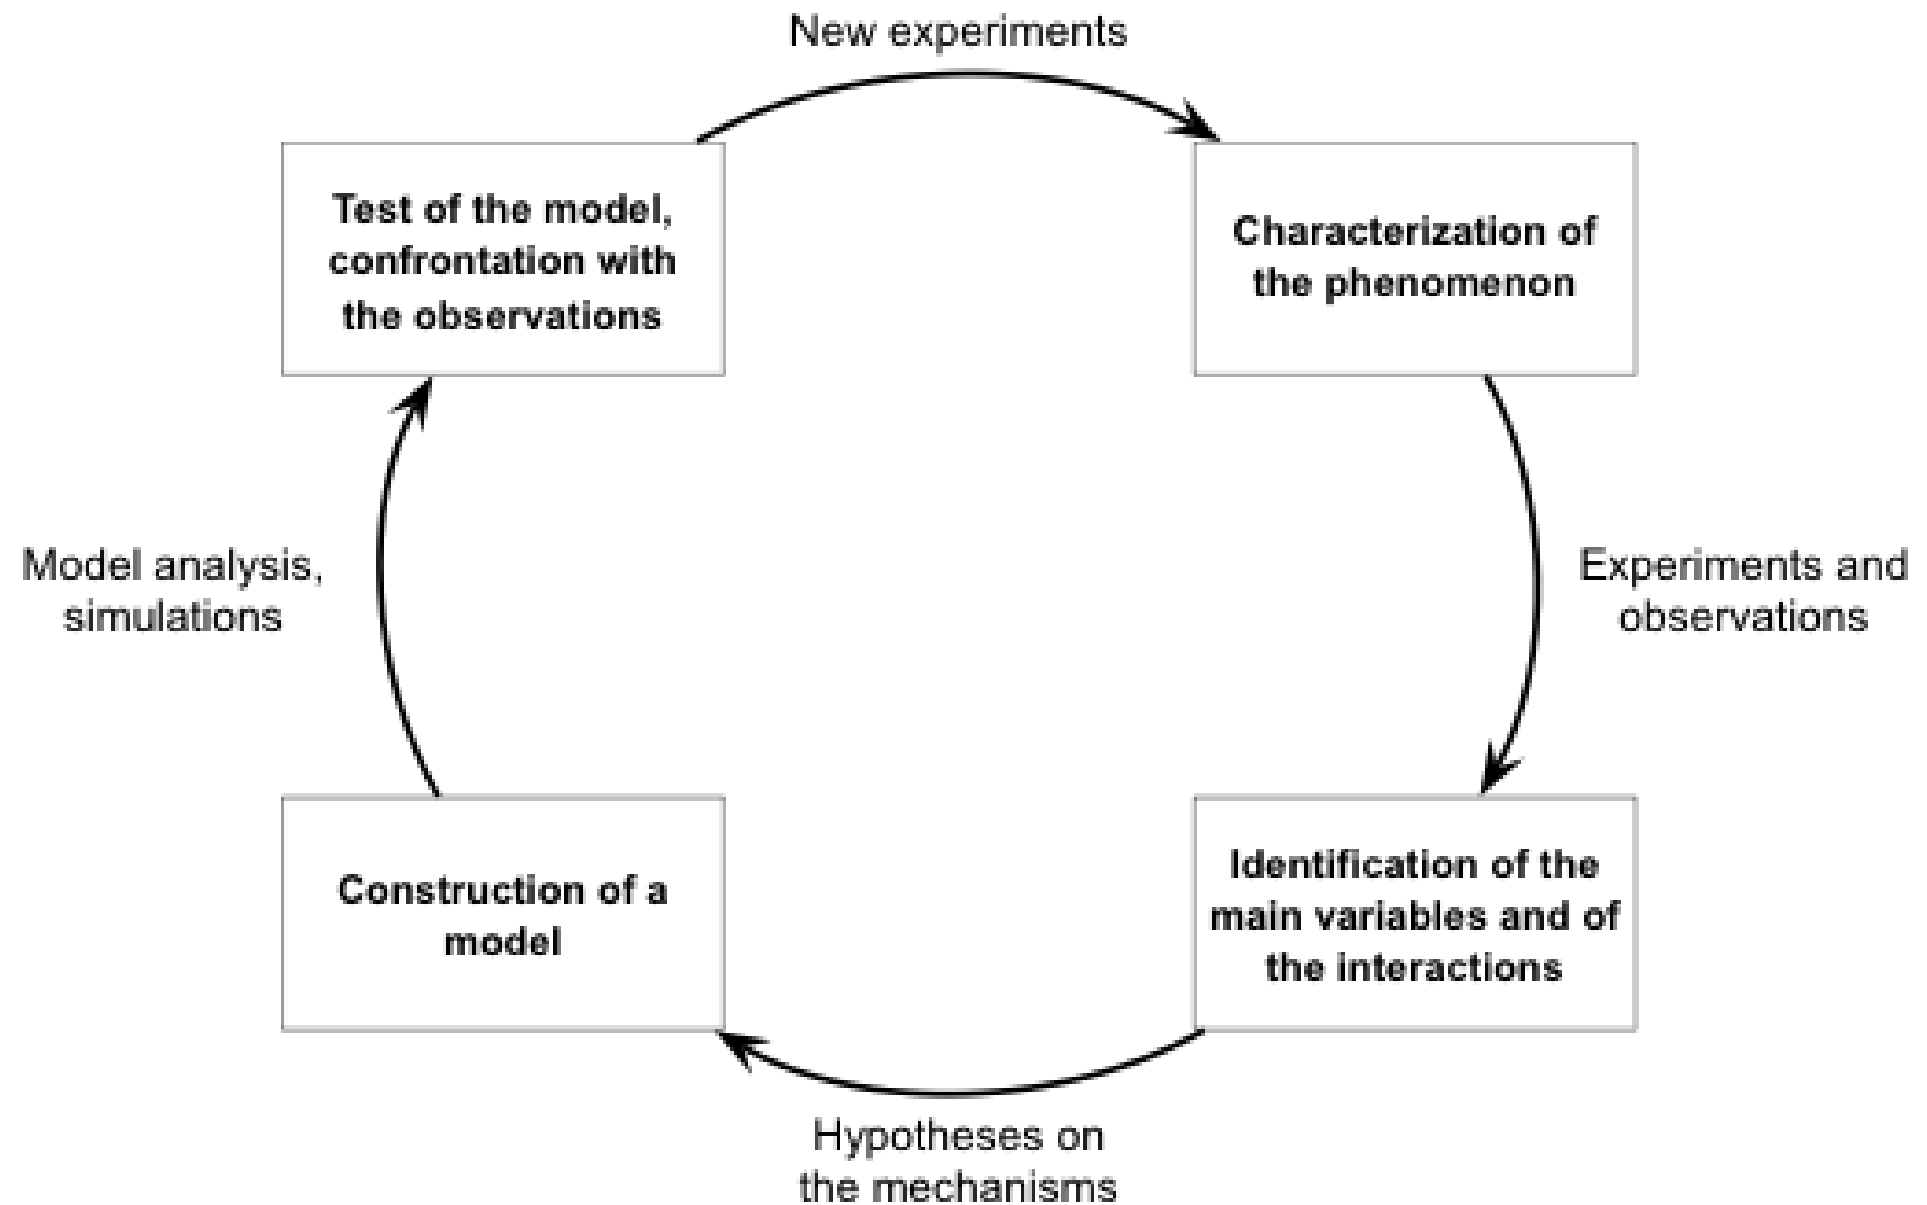 New experiments
Test of the model,
confrontation with
the observations
Characterization of
the phenomenon
Model analysis,
simulations
Experiments and
observations
Construction of a
model
Identification of the
main variables and of
the interactions
Hypotheses on
the mechanisms